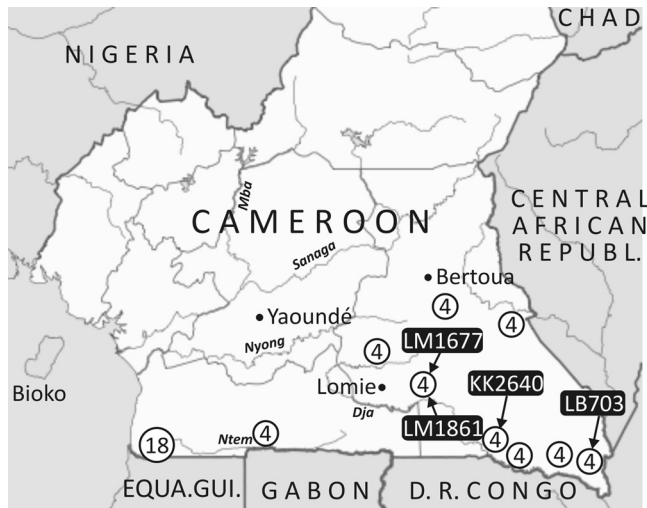 CHAD
NIGERIA
Mba
CENTRAL
AFRICAN
REPUBL.
CAMEROON
Sanaga
Bertoua
4
Yaoundé
4
Nyong
LM1677
4
Bioko
Lomie
4
KK2640
LB703
Dja
LM1861
18
Ntem
4
4
4
4
4
EQUA.GUI.
GABON
D.R.CONGO